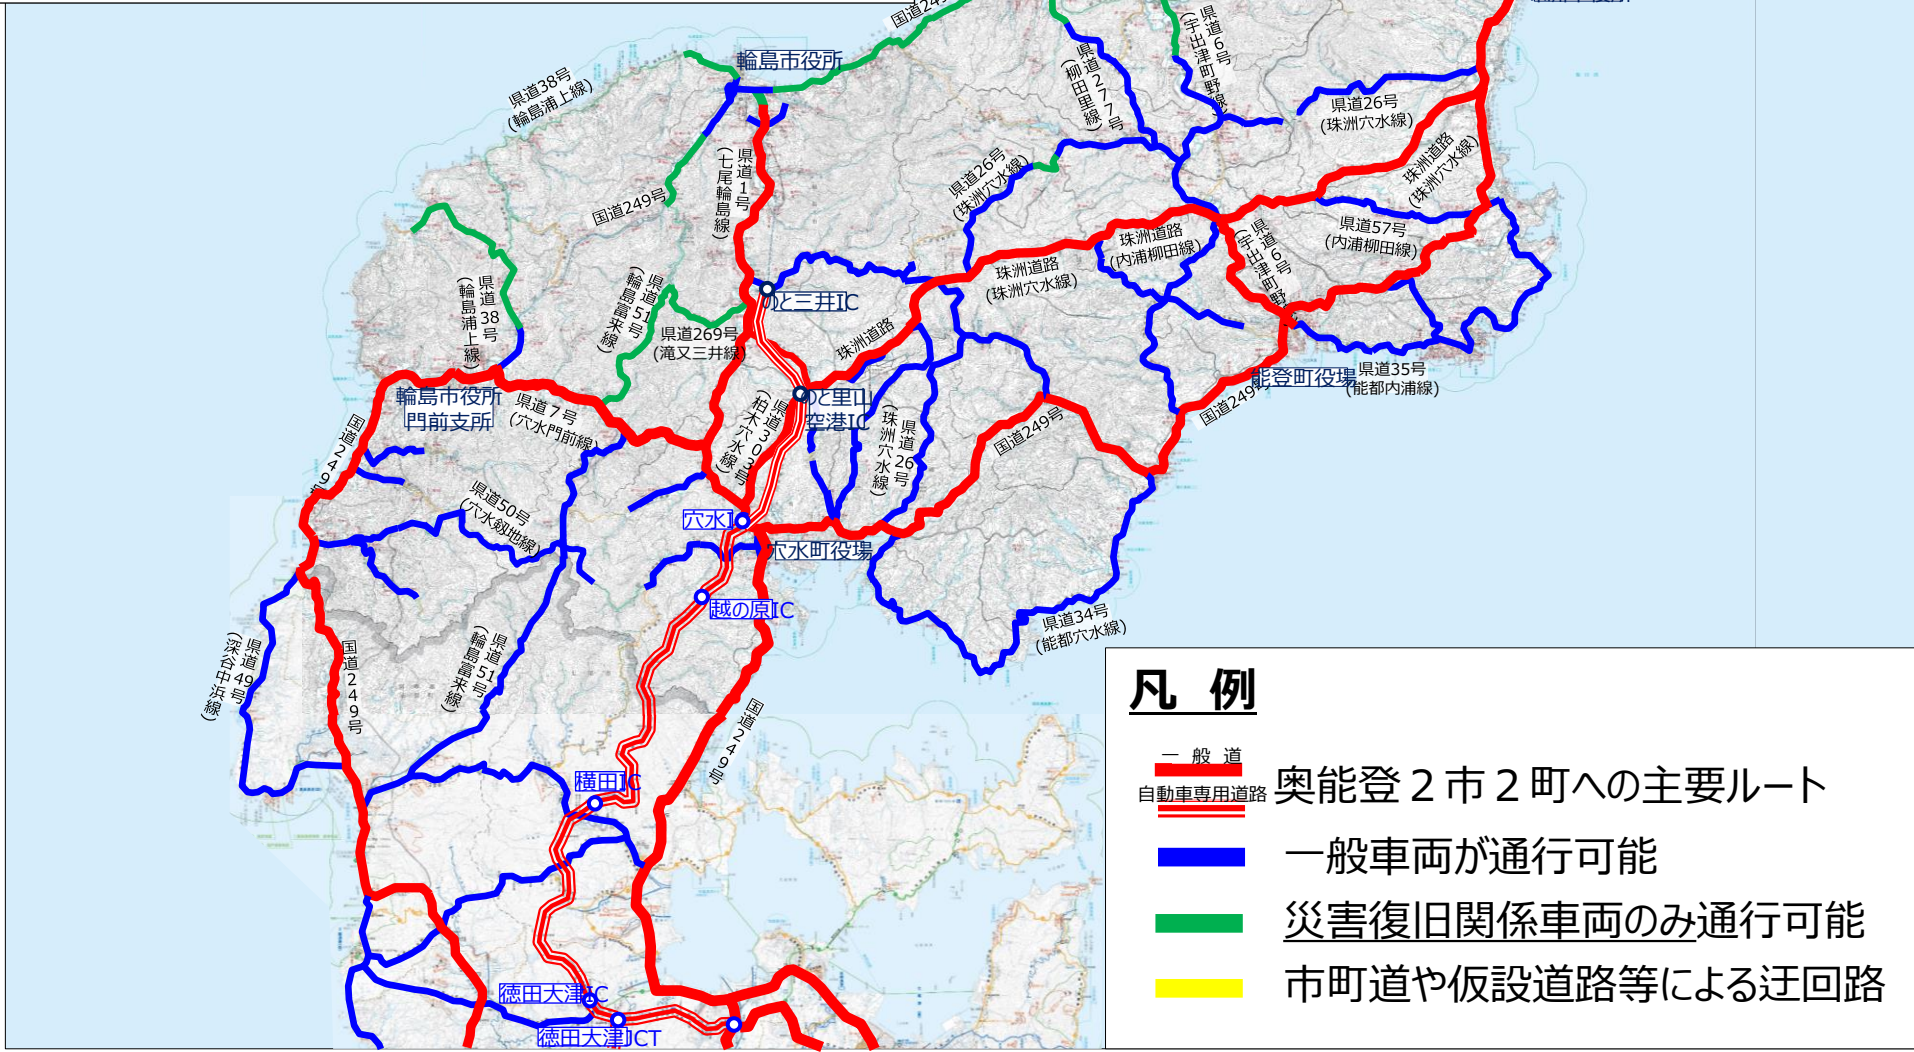 国道249
輪島市役所
県道38号
(輪島浦上線)
県道6号
(宇出津町野線)
県道277号
(柳田里線)
県道26号
(珠洲穴水線)
珠洲道路
(珠洲穴水線)
県道1号
(七尾輪島線)
国道249号
県道26号
(珠洲穴水線)
県道57号
(内浦柳田線)
珠洲道路
(内浦柳田線)
県道6号
(宇出津町野
珠洲道路
(珠洲穴水線)
県道38号
(輪島浦上線)
県道51号
(輪島富来線)
のと三井IC
県道269号
(滝又三井線)
珠洲道路
県道35号
(能都内浦線)
能登町役場
国道249号
輪島市役所
門前支所
県道7号
(穴水門前線)
県道303号
(柏木穴水線)
のと里山
空港IC
県道26号
(珠洲穴水線)
国道249号
国道249号
県道50号
(穴水剱地線)
穴水I
穴水町役場
越の原IC
県道34号
(能都穴水線)
県道49号
(深谷中浜線)
国道249号
県道51号
(輪島富来線)
国道249号
横田IC
徳田大津IC
徳田大津JCT
凡 例
一 般 道
自動車専用道路
奥能登2市2町への主要ルート
一般車両が通行可能
災害復旧関係車両のみ通行可能
市町道や仮設道路等による迂回路